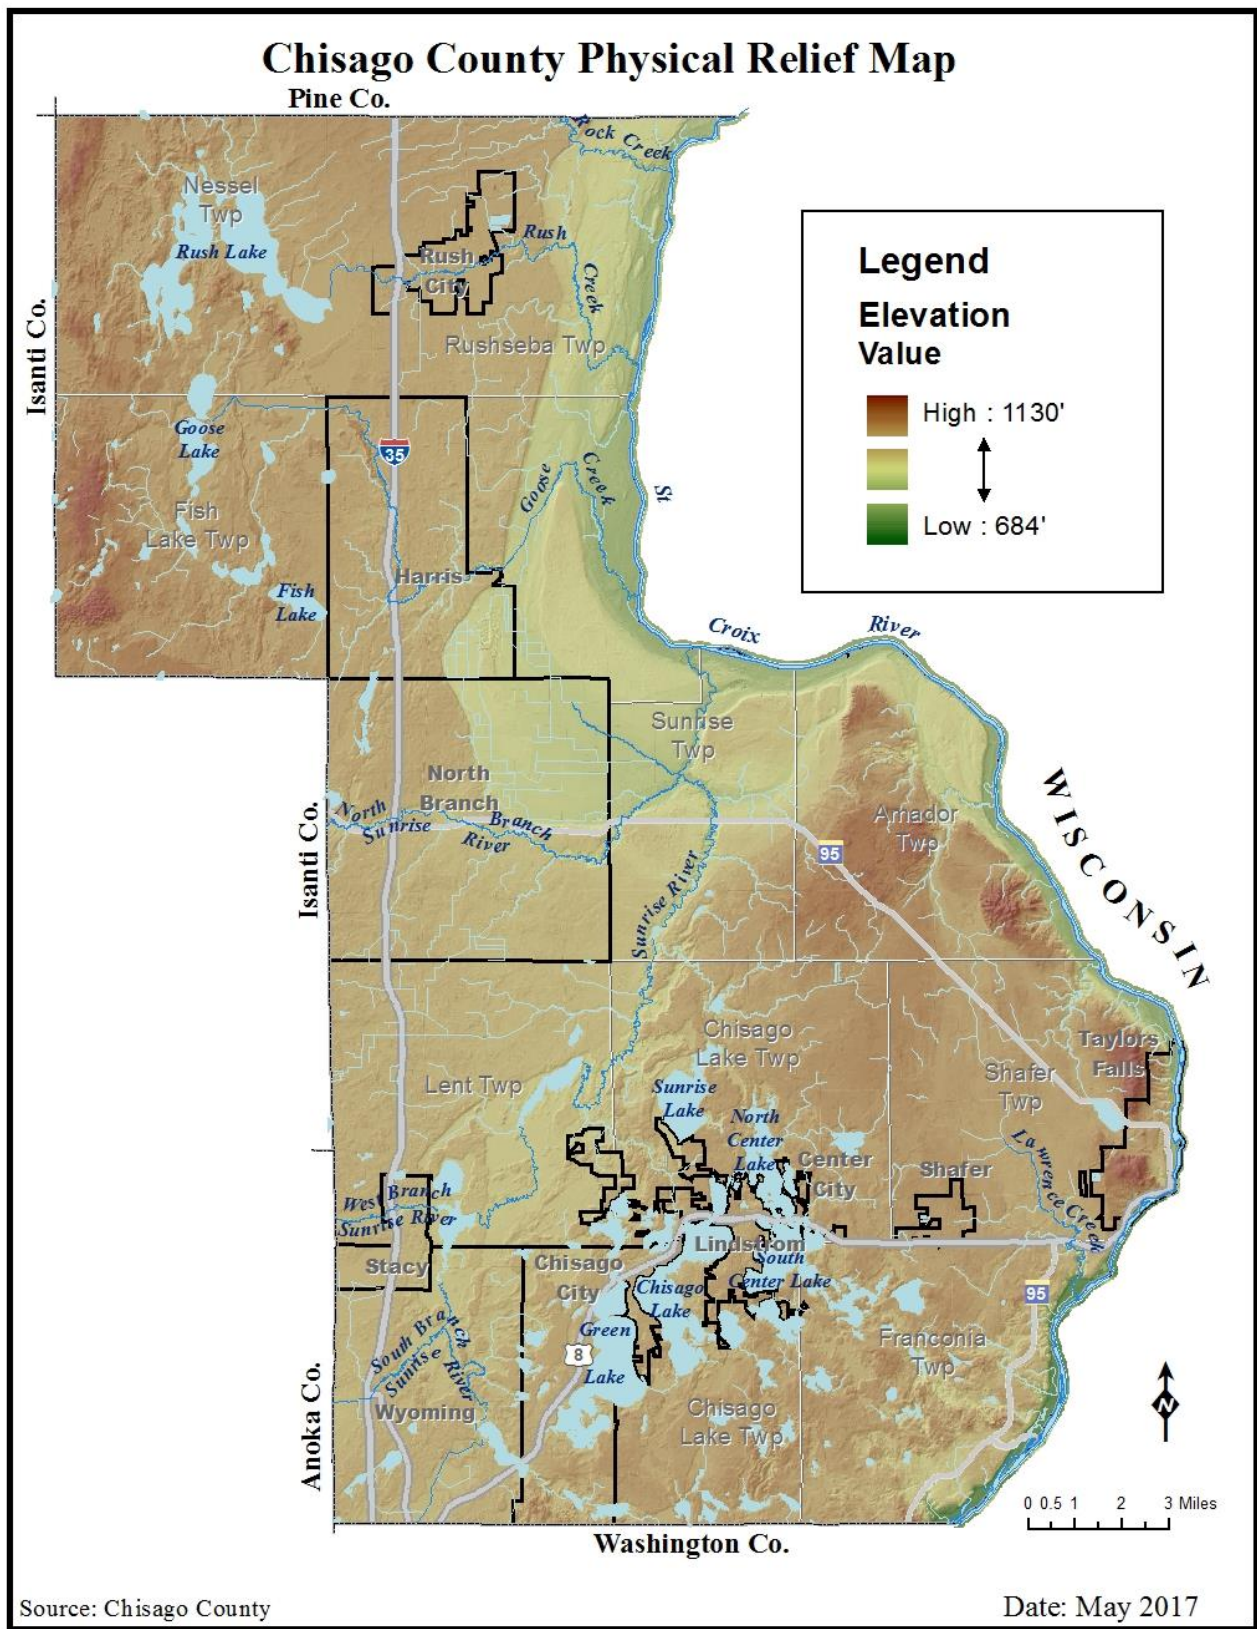 Chisago County Physical Relief Map
Pine Co.
Rock Creek
Nessel
Twp
Rush Lake
Rush
Creek
Rush
City
Rushseba Twp
Isanti Co.
Legend
Elevation
Value
High : 1130'
Low : 684'
Goose
Lake
35
Goose
Creek
St
Fish
Lake Twp
Harris
Fish
Lake
Croix
River
Sunrise
Twp
North
Branch
North
Branch
Sunrise
River
Isanti Co.
Amador
Twp
95
WISCONSIN
Sunrise River
Chisago
Lake Twp
Taylors
Falls
Lent Twp
Shafer
Twp
Sunrise
Lake
North
Center
Lake
Center
City
Shafer
Lawrence Creek
West Branch
Sunrise River
Stacy
Chisago
City
Lindstrom
South
Center Lake
Chisago
Lake
95
Green
Lake
8
South Branch
Sunrise
River
Franconia
Twp
Wyoming
Chisago
Lake Twp
Anoka Co.
N
0 0.5 1 2 3 Miles
Washington Co.
Source: Chisago County
Date: May 2017